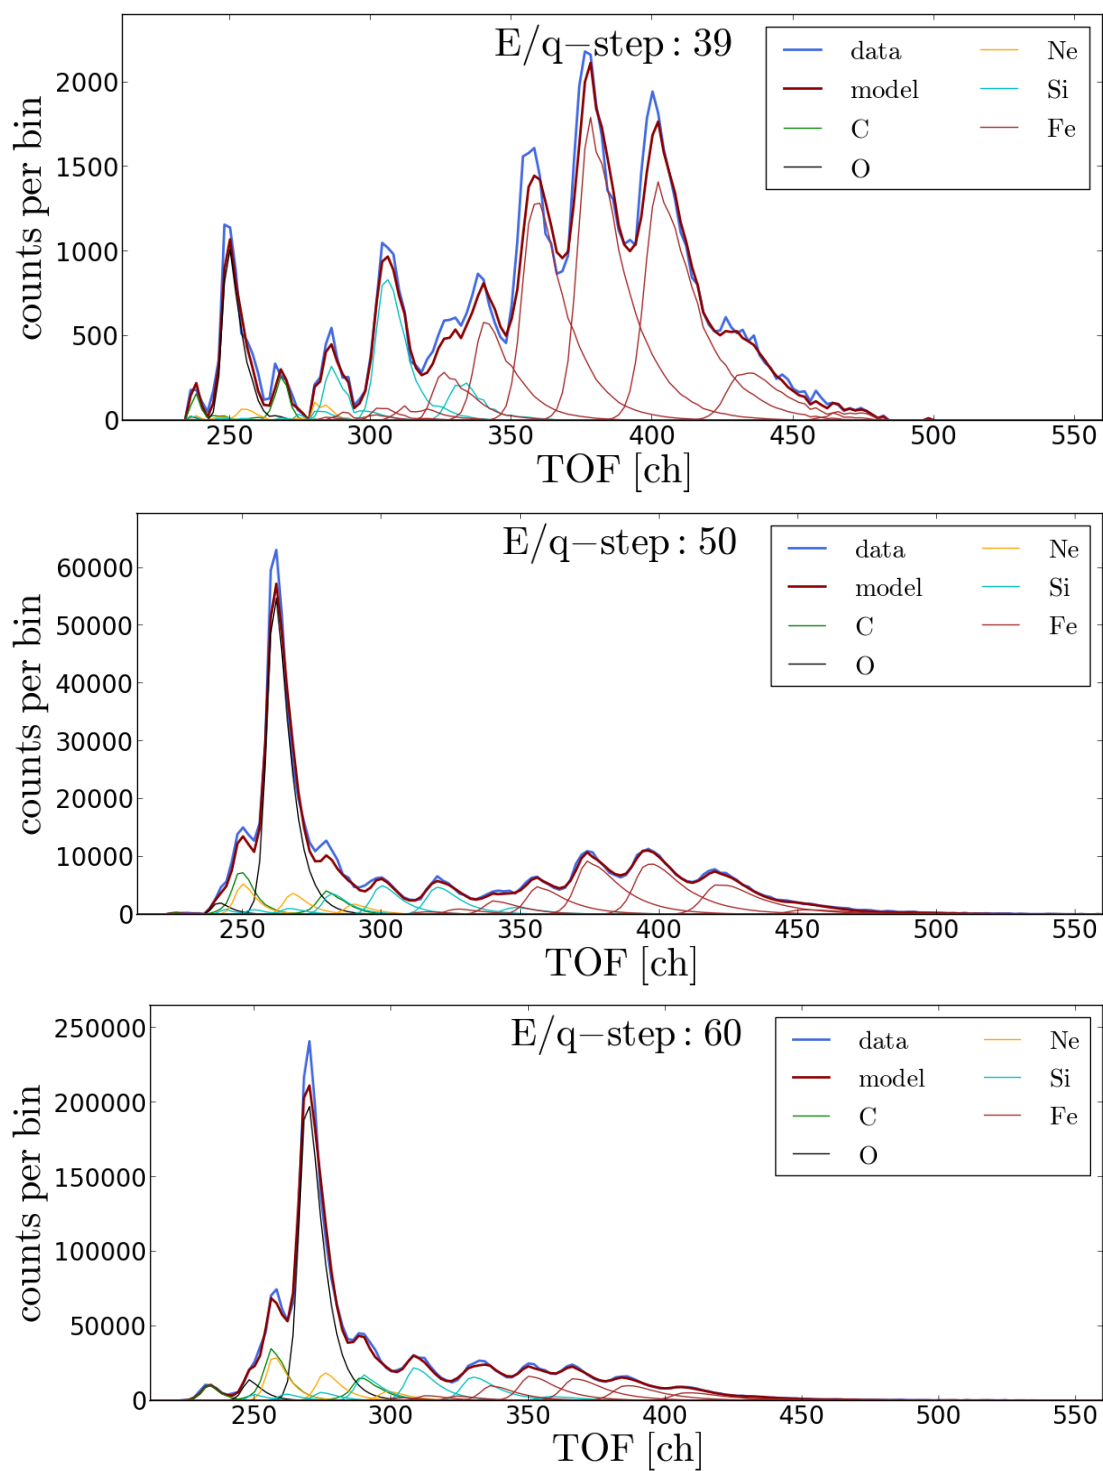 E/q−step: 39
counts per bin
2000
1500
1000
500
0
data
model
C
O
Ne
Si
Fe
250 300 350 400 450 500 550
TOF [ch]
E/q−step: 50
counts per bin
60000
50000
40000
30000
20000
10000
0
data
model
C
O
Ne
Si
Fe
250 300 350 400 450 500 550
TOF [ch]
E/q−step: 60
counts per bin
250000
200000
150000
100000
50000
0
data
model
C
O
Ne
Si
Fe
250 300 350 400 450 500 550
TOF [ch]